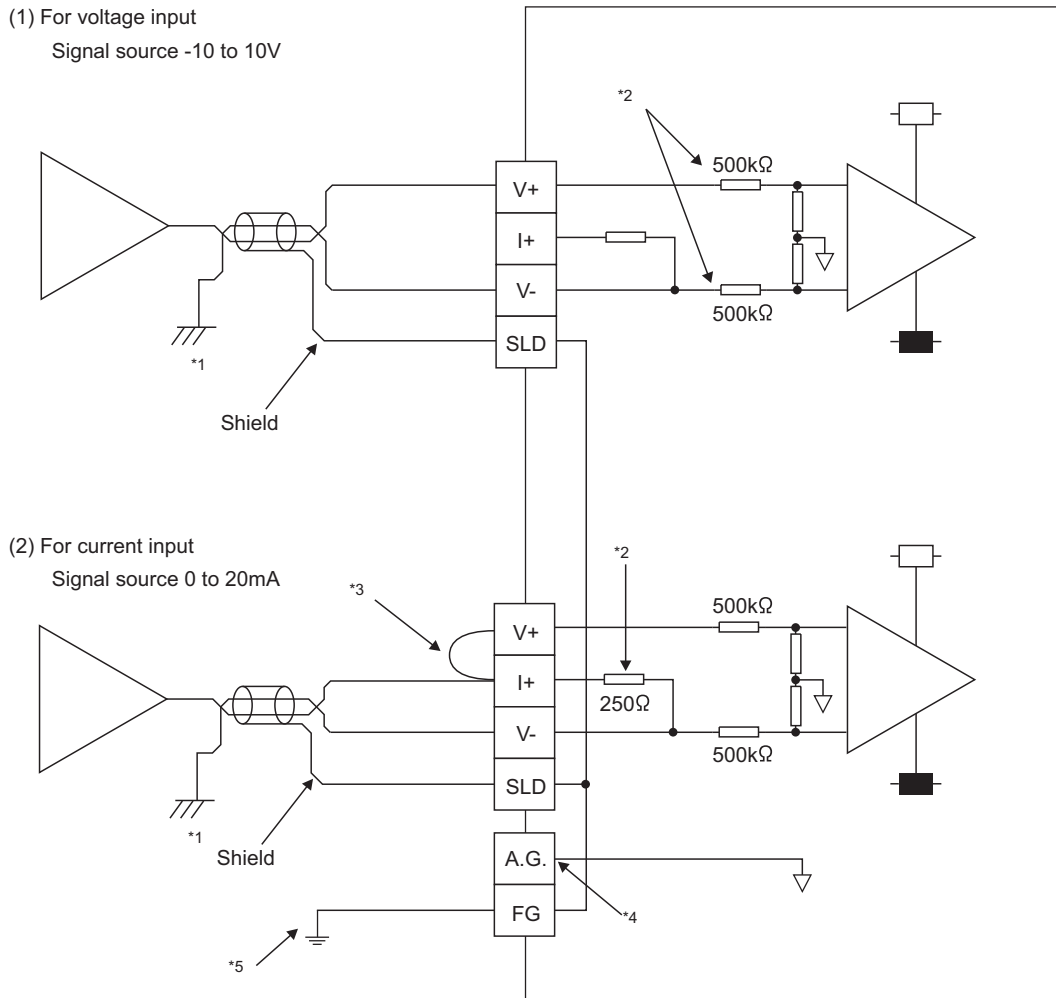 (1) For voltage input
Signal source -10 to 10V
*2
500kΩ
V+
I+
V-
500kΩ
SLD
*1
Shield
(2) For current input
Signal source 0 to 20mA
*3
*2
500kΩ
V+
I+
250Ω
V-
500kΩ
SLD
*1
Shield
A.G.
*4
FG
*5